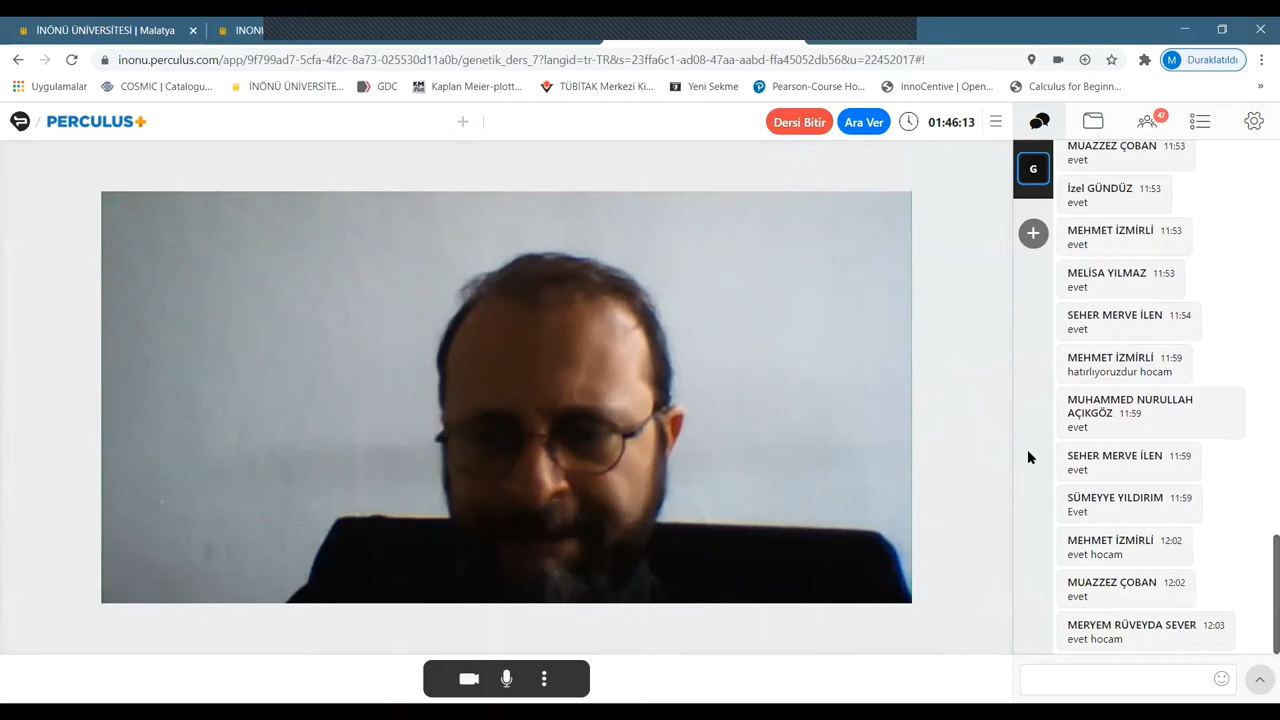 İNÖNÜ ÜNİVERSİTESİ | Malatya
INONU
inonu.perculus.com/app/9f799ad7-5cfa-4f2c-8a73-025530d11a0b/genetik_ders_7?langid=tr-TR&s=23ffa6c1-ad08-47aa-aabd-ffa45052db56&u=22452017#!
M Duraklatıldı
Uygulamalar
COSMIC | Catalogu...
İNÖNÜ ÜNİVERSİTE...
GDC
Kaplan Meier-plott...
TÜBİTAK Merkezi Ki...
Yeni Sekme
Pearson-Course Ho...
InnoCentive | Open...
Calculus for Beginn...
»
/ PERCULUS+
Dersi Bitir
Ara Ver
01:46:13
47
G
MUAZZEZ ÇOBAN 11:53
evet
İzel GÜNDÜZ 11:53
evet
MEHMET İZMİRLİ 11:53
evet
MELİSA YILMAZ 11:53
evet
SEHER MERVE İLEN 11:54
evet
MEHMET İZMİRLİ 11:59
hatırlıyoruzdur hocam
MUHAMMED NURULLAH
AÇIKGÖZ 11:59
evet
SEHER MERVE İLEN 11:59
evet
SÜMEYYE YILDIRIM 11:59
Evet
MEHMET İZMİRLİ 12:02
evet hocam
MUAZZEZ ÇOBAN 12:02
evet
MERYEM RÜVEYDA SEVER 12:03
evet hocam